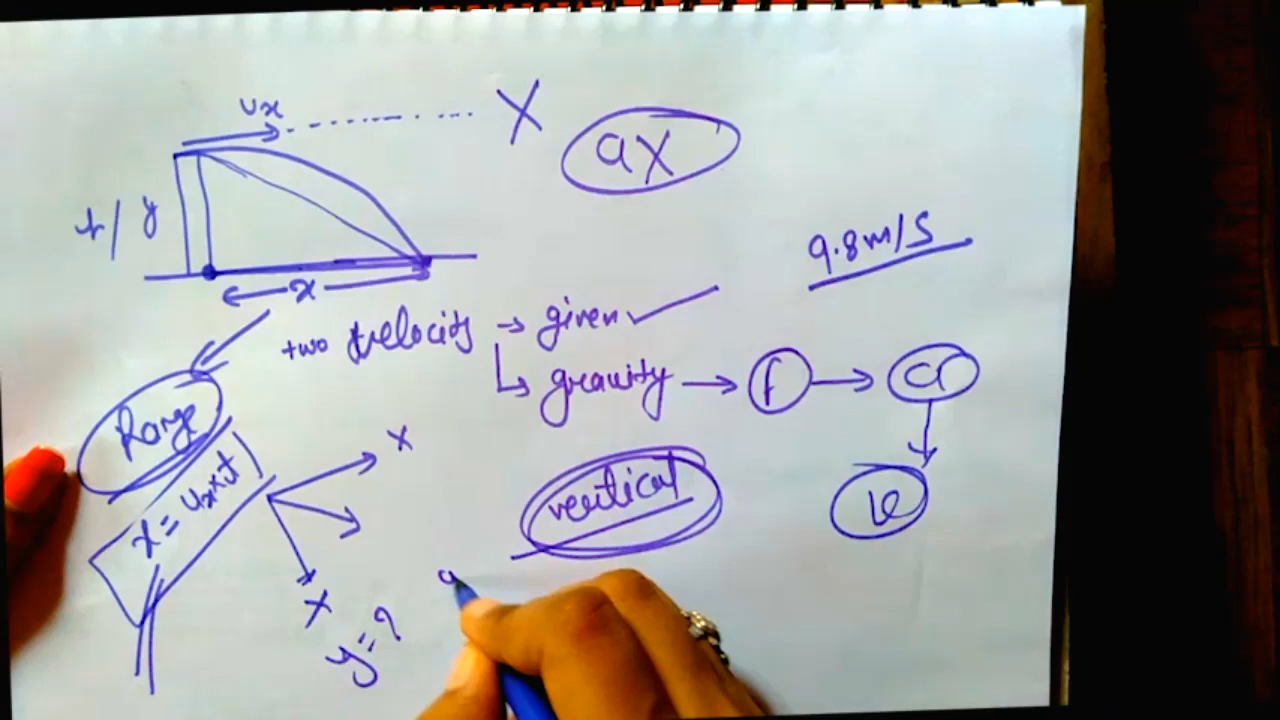 ux
X
ax
y
9.8m/s
x
two velocity → given ✓
gravity → F → a
Range
x = ux×t
X
vertical
v
X
y = ?